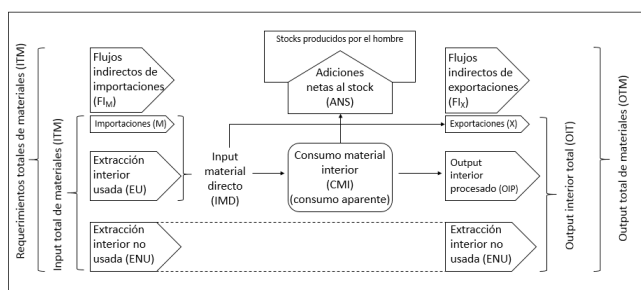 Requerimientos totales de materiales (ITM)
Input total de materiales (ITM)
Flujos
indirectos de
importaciones
(FIM)
Importaciones (M)
Extracción
interior
usada (EU)
Extracción
interior no
usada (ENU)
Input
material
directo
(IMD)
Stocks producidos por el hombre
Adiciones
netas al stock
(ANS)
Consumo material
interior
(CMI)
(consumo aparente)
Flujos
indirectos de
exportaciones
(FIX)
Exportaciones (X)
Output
interior
procesado (OIP)
Extracción
interior no
usada (ENU)
Output interior total (OIT)
Output total de materiales (OTM)